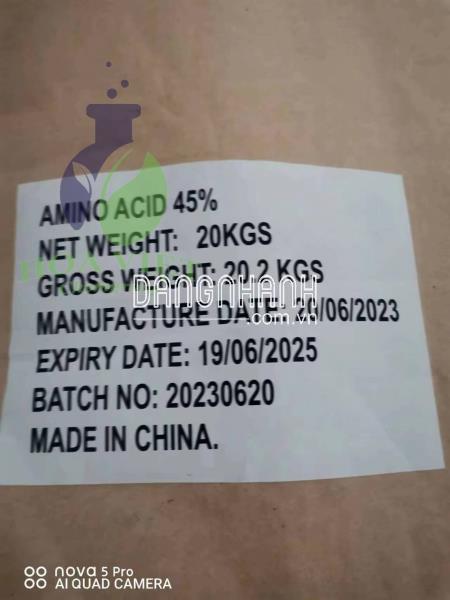 AMINO ACID 45%
NET WEIGHT: 20KGS
GROSS WEIGHT: 20.2 KGS
DANGNHANH
.com.vn
MANUFACTURE DATE: /06/2023
EXPIRY DATE: 19/06/2025
BATCH NO: 20230620
MADE IN CHINA.
nova 5 Pro
AI QUAD CAMERA